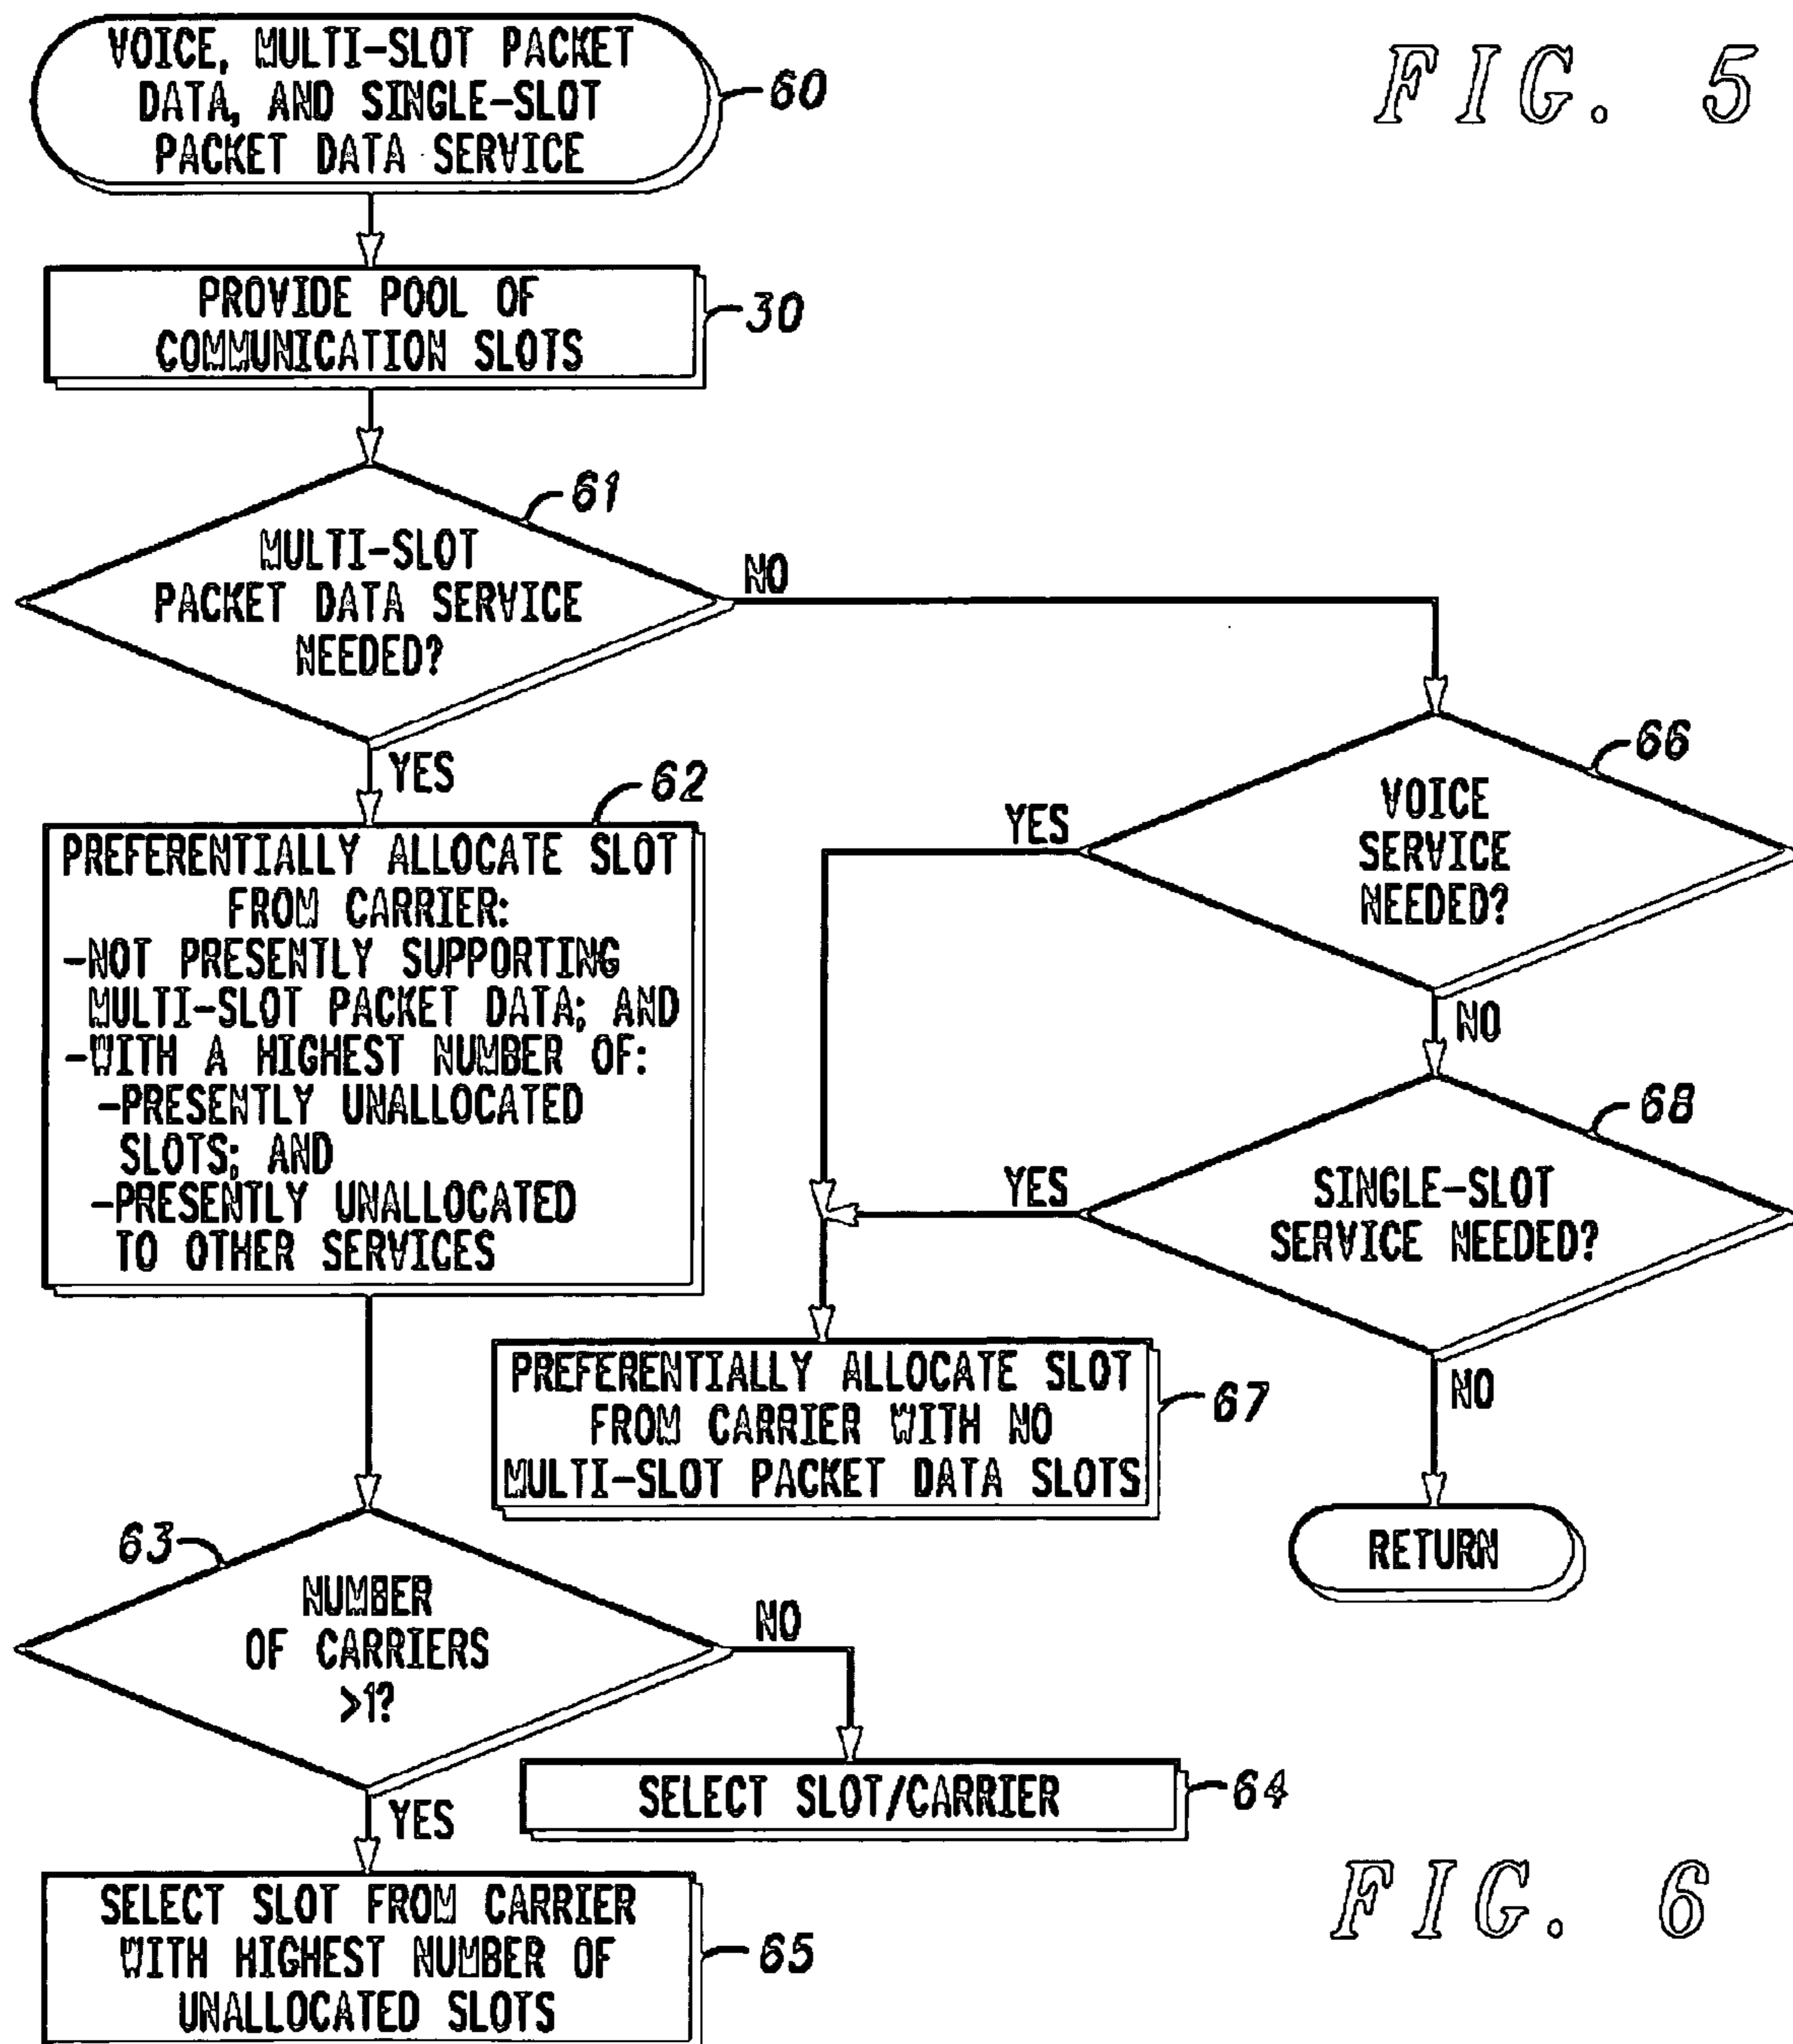 FIG. 5
VOICE, MULTI-SLOT PACKET
DATA, AND SINGLE-SLOT
PACKET DATA SERVICE
60
PROVIDE POOL OF
COMMUNICATION SLOTS
30
61
MULTI-SLOT
PACKET DATA SERVICE
NEEDED?
NO
YES
62
PREFERENTIALLY ALLOCATE SLOT
FROM CARRIER:
-NOT PRESENTLY SUPPORTING
MULTI-SLOT PACKET DATA; AND
-WITH A HIGHEST NUMBER OF:
-PRESENTLY UNALLOCATED
SLOTS; AND
-PRESENTLY UNALLOCATED
TO OTHER SERVICES
66
VOICE
SERVICE
NEEDED?
YES
NO
68
SINGLE-SLOT
SERVICE NEEDED?
YES
NO
PREFERENTIALLY ALLOCATE SLOT
FROM CARRIER WITH NO
MULTI-SLOT PACKET DATA SLOTS
67
RETURN
63
NUMBER
OF CARRIERS
>1?
NO
YES
SELECT SLOT/CARRIER
64
SELECT SLOT FROM CARRIER
WITH HIGHEST NUMBER OF
UNALLOCATED SLOTS
65
FIG. 6